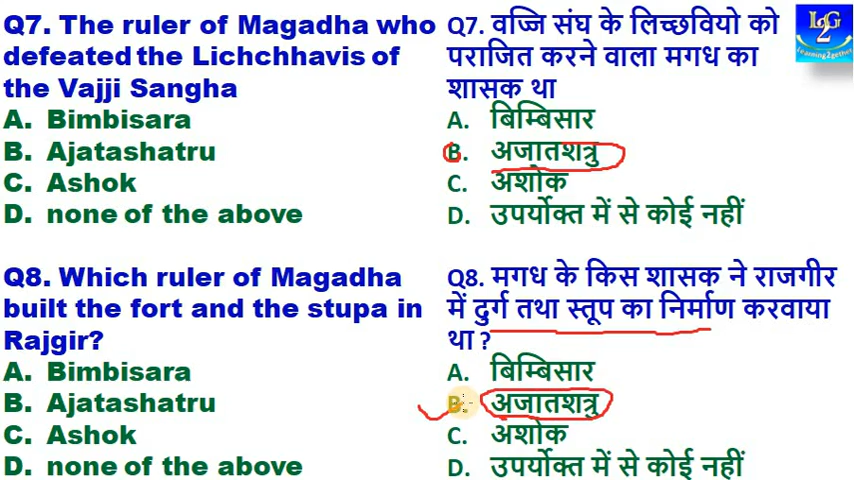 Q7. The ruler of Magadha who
defeated the Lichchhavis of
the Vajji Sangha
A. Bimbisara
B. Ajatashatru
C. Ashok
D. none of the above
Q7. वज्जि संघ के लिच्छवियो को
पराजित करने वाला मगध का
शासक था
A. बिम्बिसार
B. अजातशत्रु
C. अशोक
D. उपर्योक्त में से कोई नहीं
L2G
Learning2gether
Q8. Which ruler of Magadha
built the fort and the stupa in
Rajgir?
A. Bimbisara
B. Ajatashatru
C. Ashok
D. none of the above
Q8. मगध के किस शासक ने राजगीर
में दुर्ग तथा स्तूप का निर्माण करवाया
था ?
A. बिम्बिसार
B. अजातशत्रु
C. अशोक
D. उपर्योक्त में से कोई नहीं